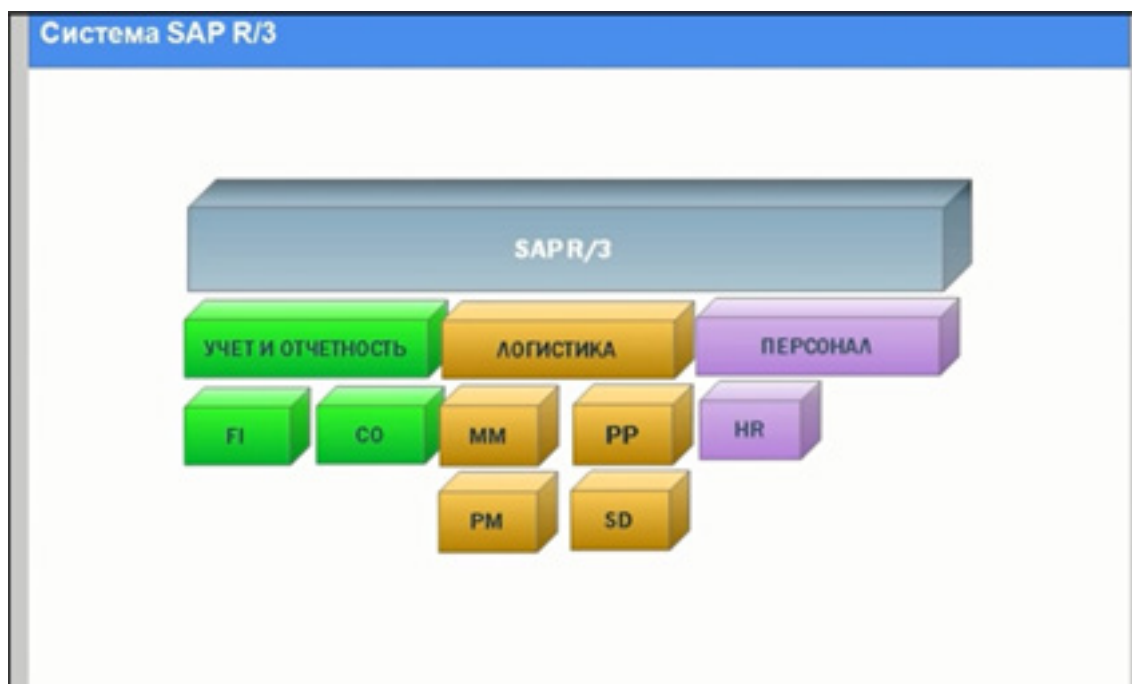 Система SAP R/3
SAP R/3
УЧЕТ И ОТЧЕТНОСТЬ
ЛОГИСТИКА
ПЕРСОНАЛ
FI
CO
MM
PP
HR
PM
SD